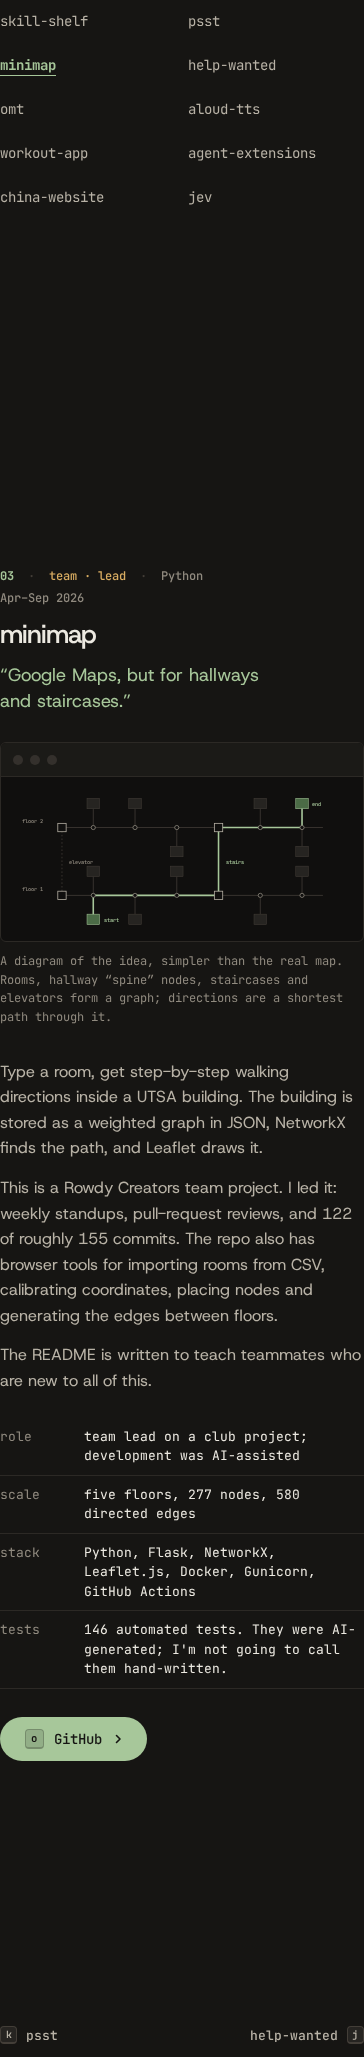 skill-shelf
psst
minimap
help-wanted
omt
aloud-tts
workout-app
agent-extensions
china-website
jev
03 · team · lead · Python
Apr–Sep 2026
minimap
“Google Maps, but for hallways
and staircases.”
end
floor 2
elevator
stairs
floor 1
start
A diagram of the idea, simpler than the real map.
Rooms, hallway “spine” nodes, staircases and
elevators form a graph; directions are a shortest
path through it.
Type a room, get step-by-step walking
directions inside a UTSA building. The building is
stored as a weighted graph in JSON, NetworkX
finds the path, and Leaflet draws it.
This is a Rowdy Creators team project. I led it:
weekly standups, pull-request reviews, and 122
of roughly 155 commits. The repo also has
browser tools for importing rooms from CSV,
calibrating coordinates, placing nodes and
generating the edges between floors.
The README is written to teach teammates who
are new to all of this.
role
team lead on a club project;
development was AI-assisted
scale
five floors, 277 nodes, 580
directed edges
stack
Python, Flask, NetworkX,
Leaflet.js, Docker, Gunicorn,
GitHub Actions
tests
146 automated tests. They were AI-
generated; I'm not going to call
them hand-written.
o GitHub
k psst
help-wanted j